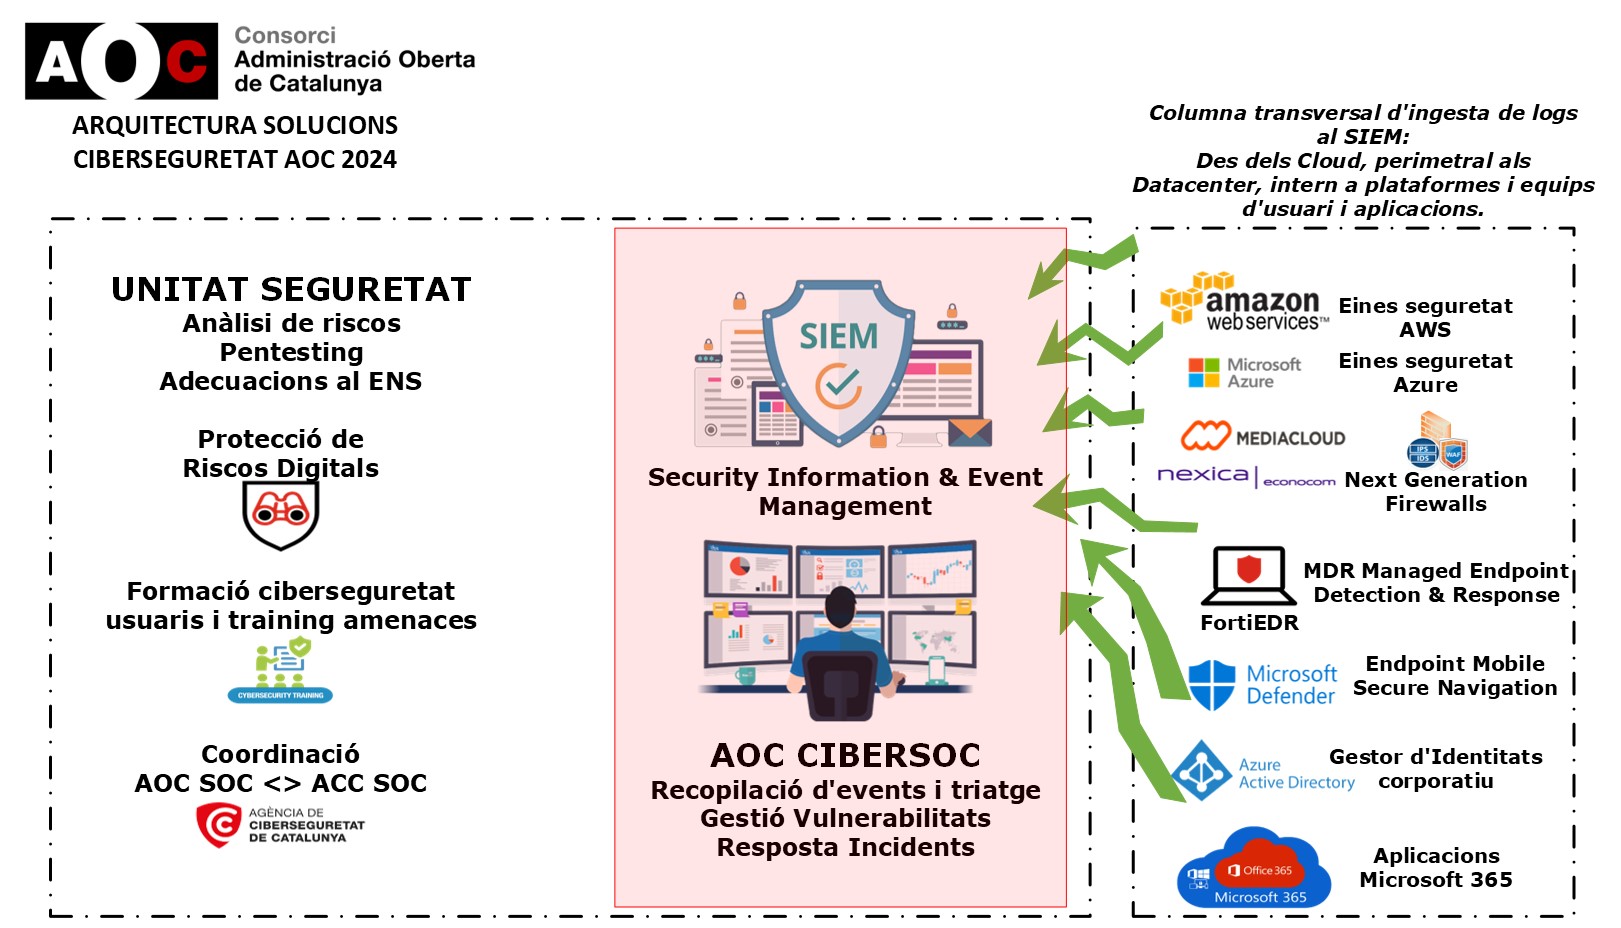 AOC
Consorci
Administració Oberta
de Catalunya
ARQUITECTURA SOLUCIONS
CIBERSEGURETAT AOC 2024
Columna transversal d'ingesta de logs
al SIEM:
Des dels Cloud, perimetral als
Datacenter, intern a plataformes i equips
d'usuari i aplicacions.
UNITAT SEGURETAT
Anàlisi de riscos
Pentesting
Adecuacions al ENS
Protecció de
Riscos Digitals
Formació ciberseguretat
usuaris i training amenaces
CYBERSECURITY TRAINING
Coordinació
AOC SOC <> ACC SOC
AGÈNCIA DE
CIBERSEGURETAT
DE CATALUNYA
SIEM
Security Information & Event
Management
AOC CIBERSOC
Recopilació d'events i triatge
Gestió Vulnerabilitats
Resposta Incidents
amazon
web services™
Eines seguretat
AWS
Microsoft
Azure
Eines seguretat
Azure
MEDIACLOUD
nexica | econocom
IPS
IDS
WAF
Next Generation
Firewalls
FortiEDR
MDR Managed Endpoint
Detection & Response
Microsoft
Defender
Endpoint Mobile
Secure Navigation
Azure
Active Directory
Gestor d'Identitats
corporatiu
Office 365
Microsoft 365
Aplicacions
Microsoft 365